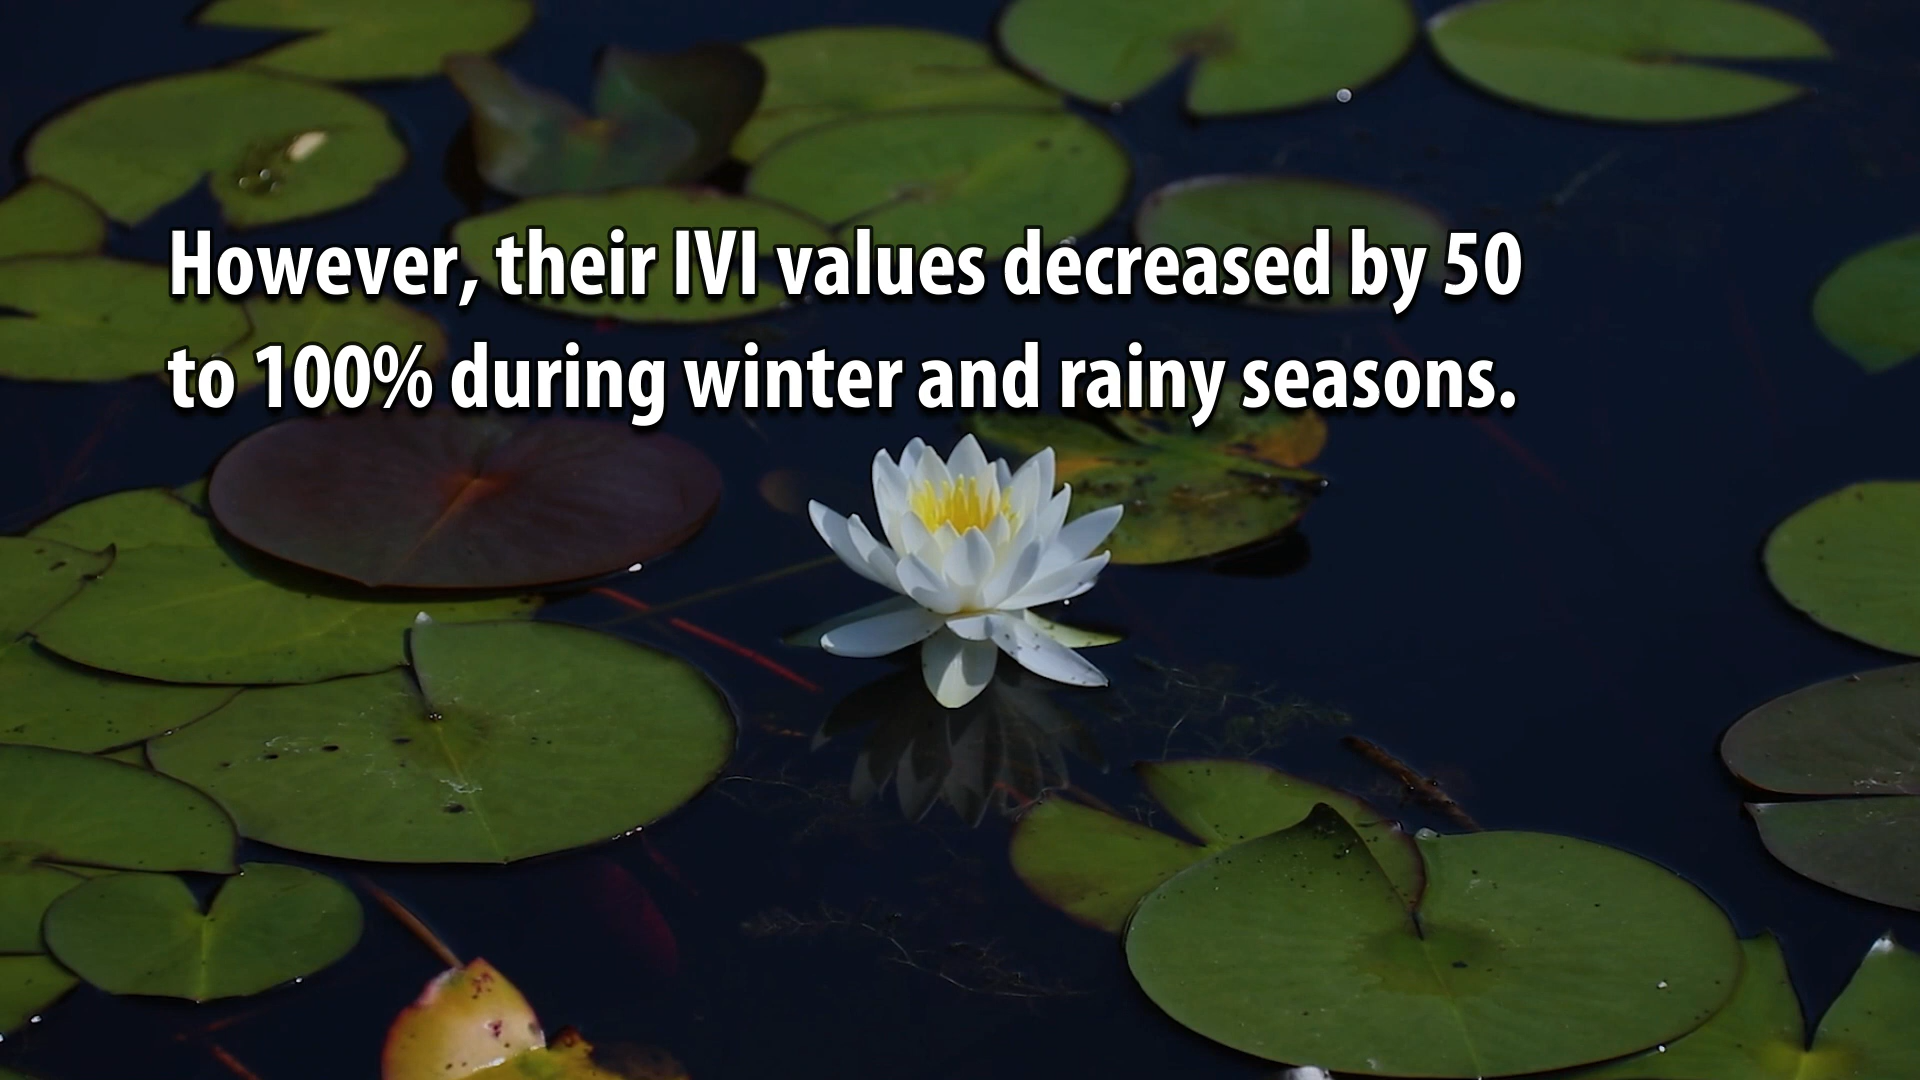 However, their IVI values decreased by 50
to 100% during winter and rainy seasons.